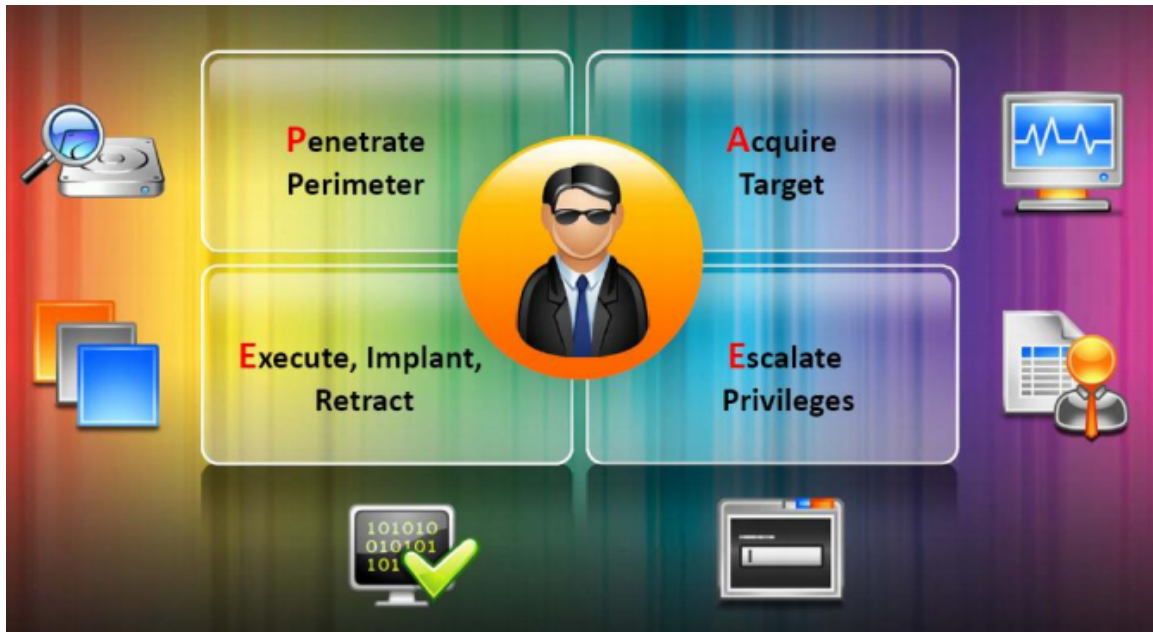 Penetrate
Perimeter
Acquire
Target
Execute, Implant,
Retract
Escalate
Privileges
101010
010101
101